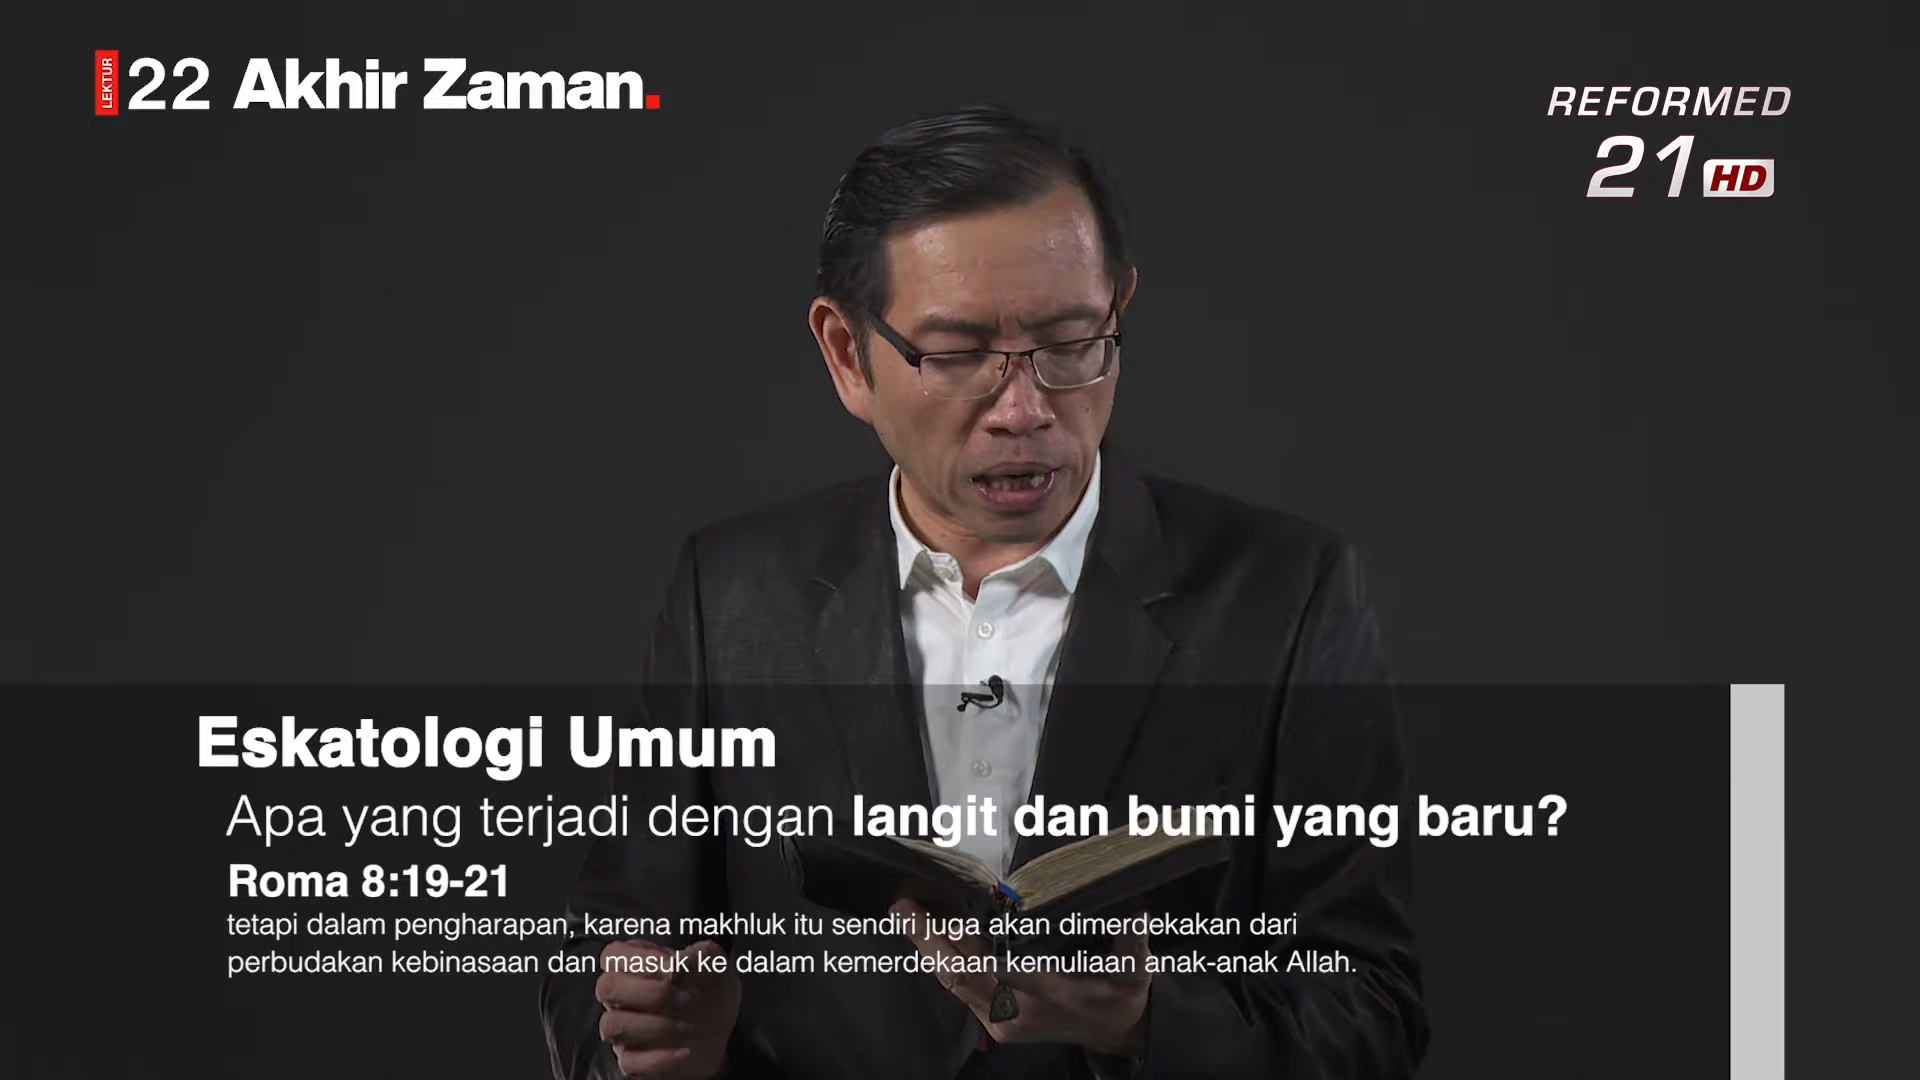 LEKTUR
22 Akhir Zaman.
REFORMED
21 HD
Eskatologi Umum
Apa yang terjadi dengan langit dan bumi yang baru?
Roma 8:19-21
tetapi dalam pengharapan, karena makhluk itu sendiri juga akan dimerdekakan dari
perbudakan kebinasaan dan masuk ke dalam kemerdekaan kemuliaan anak-anak Allah.